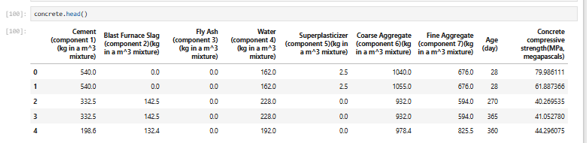 [100]: concrete.head()
[100]:
Cement (component 1)(kg in a m^3 mixture) Blast Furnace Slag (component 2)(kg in a m^3 mixture) Fly Ash (component 3)(kg in a m^3 mixture) Water (component 4)(kg in a m^3 mixture) Superplasticizer (component 5)(kg in a m^3 mixture) Coarse Aggregate (component 6)(kg in a m^3 mixture) Fine Aggregate (component 7)(kg in a m^3 mixture) Age (day) Concrete compressive strength(MPa, megapascals)
0 540.0 0.0 0.0 162.0 2.5 1040.0 676.0 28 79.986111
1 540.0 0.0 0.0 162.0 2.5 1055.0 676.0 28 61.887366
2 332.5 142.5 0.0 228.0 0.0 932.0 594.0 270 40.269535
3 332.5 142.5 0.0 228.0 0.0 932.0 594.0 365 41.052780
4 198.6 132.4 0.0 192.0 0.0 978.4 825.5 360 44.296075